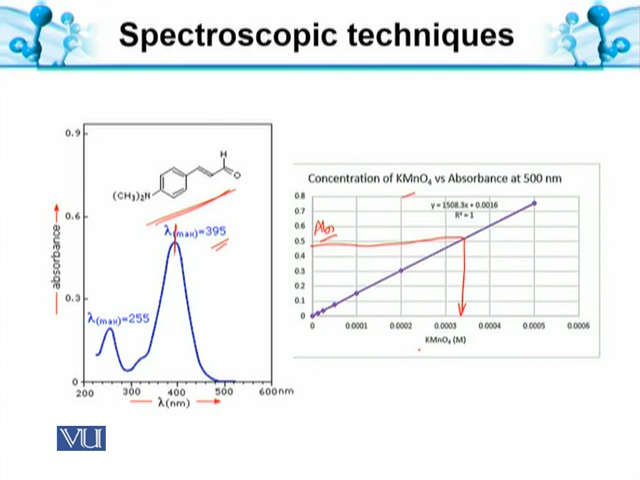 Spectroscopic techniques
0.9
0.6
0.3
0
absorbance
H
O
(CH₃)₂N
λ(max)=395
λ(max)=255
200 300 400 500 600nm
λ(nm)
Concentration of KMnO₄ vs Absorbance at 500 nm
y = 1508.3x + 0.0016
R² = 1
Abs
0.8
0.7
0.6
0.5
0.4
0.3
0.2
0.1
0
0 0.0001 0.0002 0.0003 0.0004 0.0005 0.0006
KMnO₄ (M)
VU